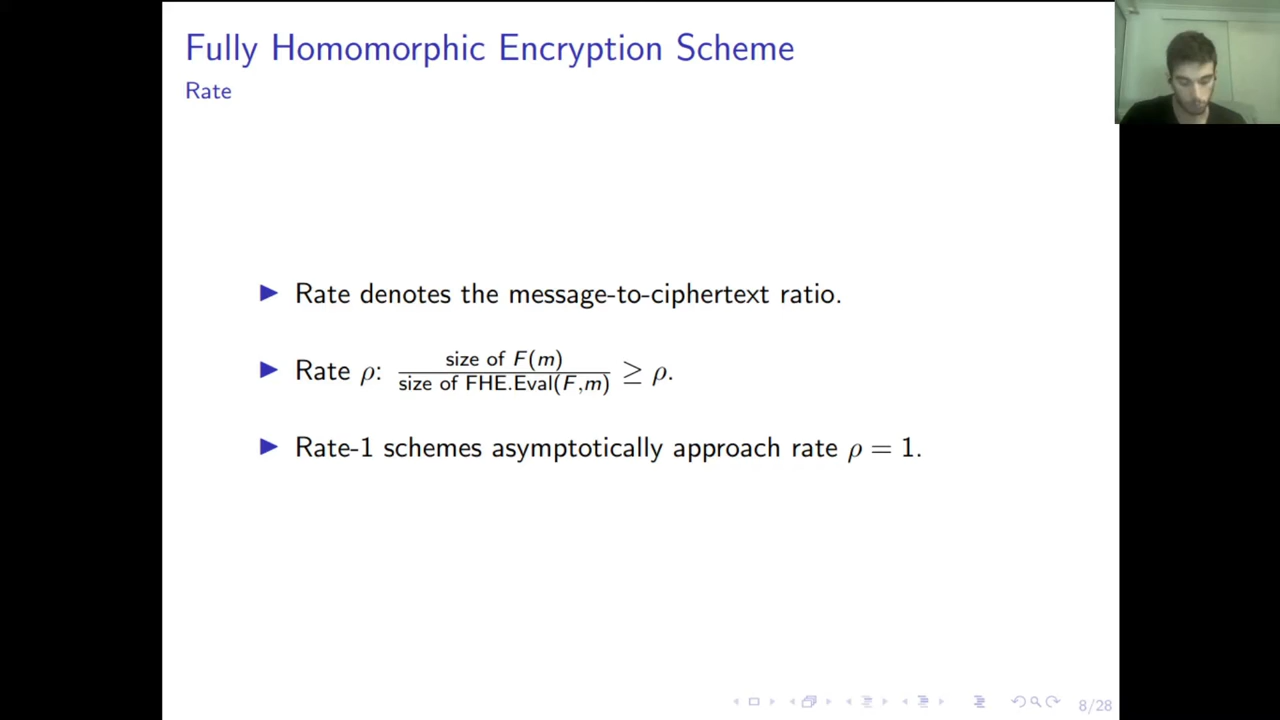 Fully Homomorphic Encryption Scheme
Rate
▶ Rate denotes the message-to-ciphertext ratio.
▶ Rate ρ: size of F(m) / size of FHE.Eval(F,m) ≥ ρ.
▶ Rate-1 schemes asymptotically approach rate ρ = 1.
8/28